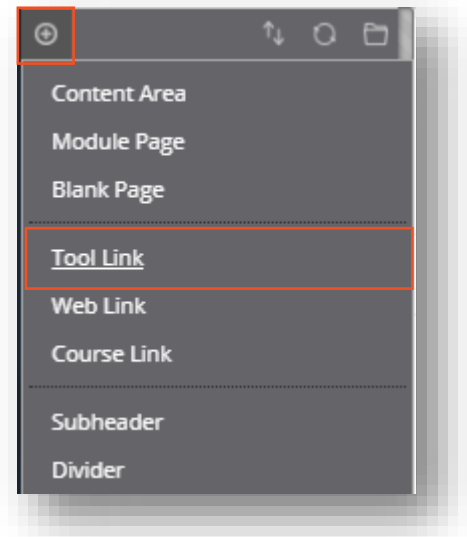 Content Area
Module Page
Blank Page
Tool Link
Web Link
Course Link
Subheader
Divider